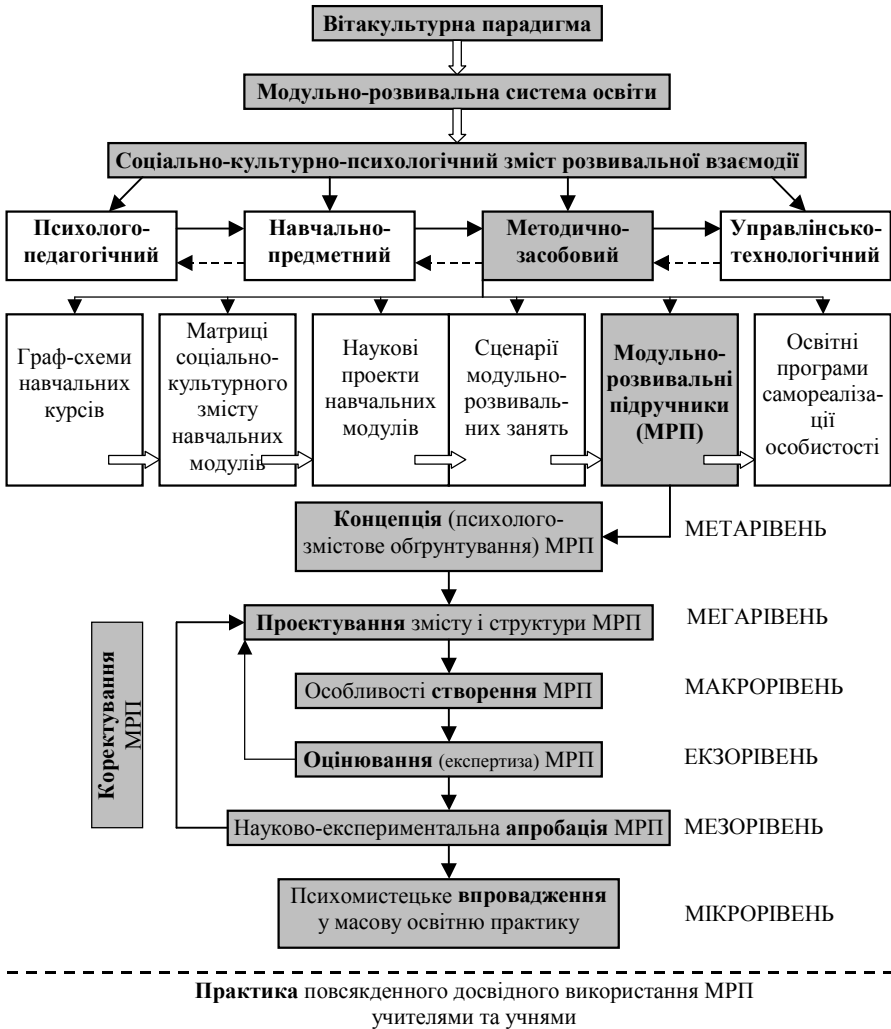 Вітакультурна парадигма
Модульно-розвивальна система освіти
Соціально-культурно-психологічний зміст розвивальної взаємодії
Психолого-
педагогічний
Навчально-
предметний
Методично-
засобовий
Управлінсько-
технологічний
Граф-схеми
навчальних
курсів
Матриці
соціально-
культурного
змісту
навчальних
модулів
Наукові
проекти
навчальних
модулів
Сценарії
модульно-
розвиваль-
них занять
Модульно-
розвивальні
підручники
(МРП)
Освітні
програми
самореалізa-
ції
особистості
Концепція (психолого-
змістове обґрунтування) МРП
МЕТАРІВЕНЬ
Проектування змісту і структури МРП
МЕГАРІВЕНЬ
Коректування
МРП
Особливості створення МРП
МАКРОРІВЕНЬ
Оцінювання (експертиза) МРП
ЕКЗОРІВЕНЬ
Науково-експериментальна апробація МРП
МЕЗОРІВЕНЬ
Психомистецьке впровадження
у масову освітню практику
МІКРОРІВЕНЬ
Практика повсякденного досвідного використання МРП
учителями та учнями